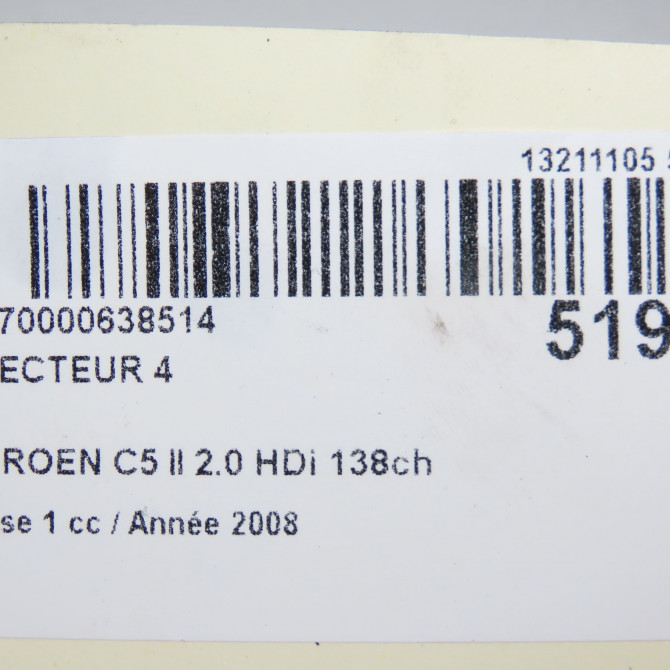 13211105
70000638514
519
ECTEUR 4
ROEN C5 II 2.0 HDi 138ch
se 1 cc / Année 2008